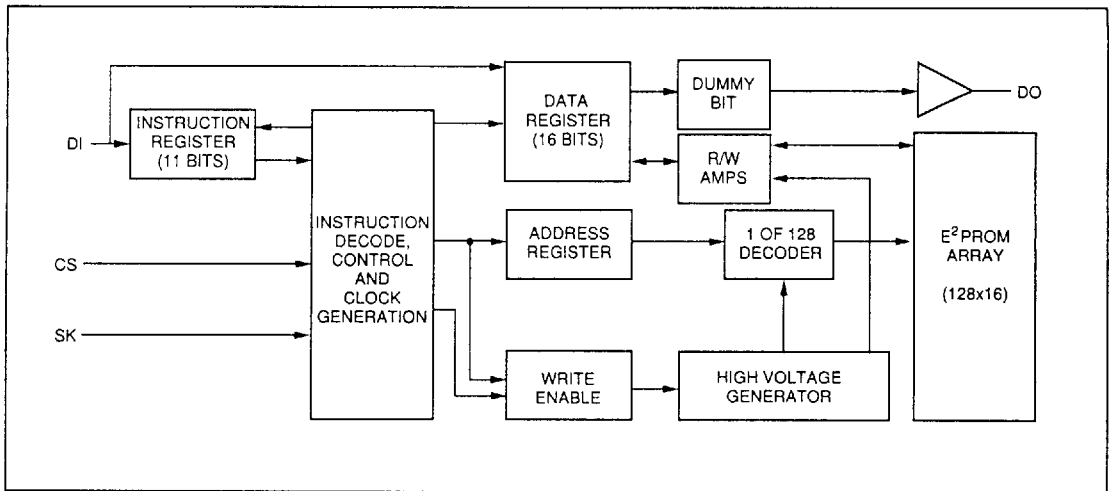 DI
INSTRUCTION
REGISTER
(11 BITS)
CS
SK
INSTRUCTION
DECODE,
CONTROL
AND
CLOCK
GENERATION
DATA
REGISTER
(16 BITS)
DUMMY
BIT
DO
R/W
AMPS
ADDRESS
REGISTER
1 OF 128
DECODER
E²PROM
ARRAY
(128x16)
WRITE
ENABLE
HIGH VOLTAGE
GENERATOR